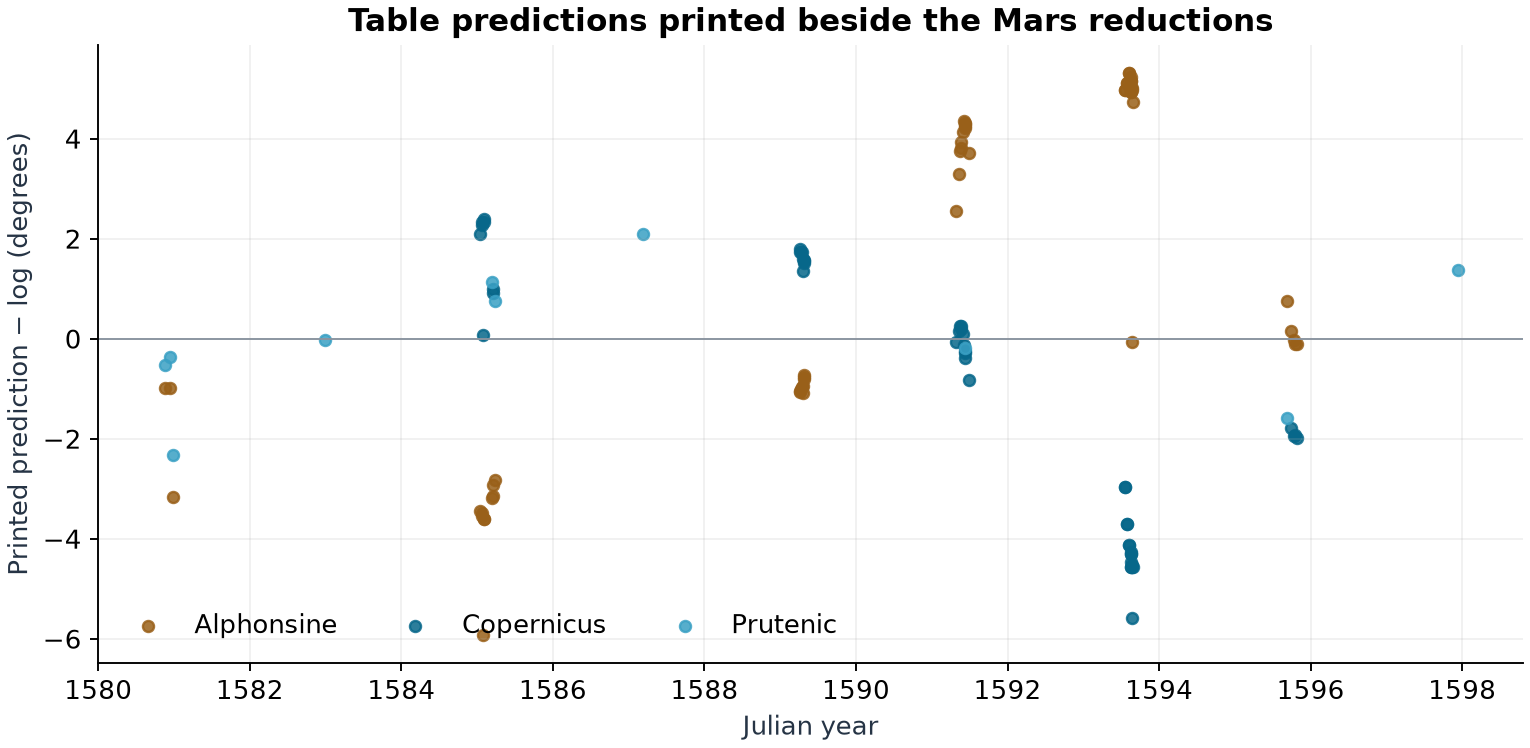 Table predictions printed beside the Mars reductions
Printed prediction − log (degrees)
4
2
0
−2
−4
−6
Alphonsine Copernicus Prutenic
1580 1582 1584 1586 1588 1590 1592 1594 1596 1598
Julian year